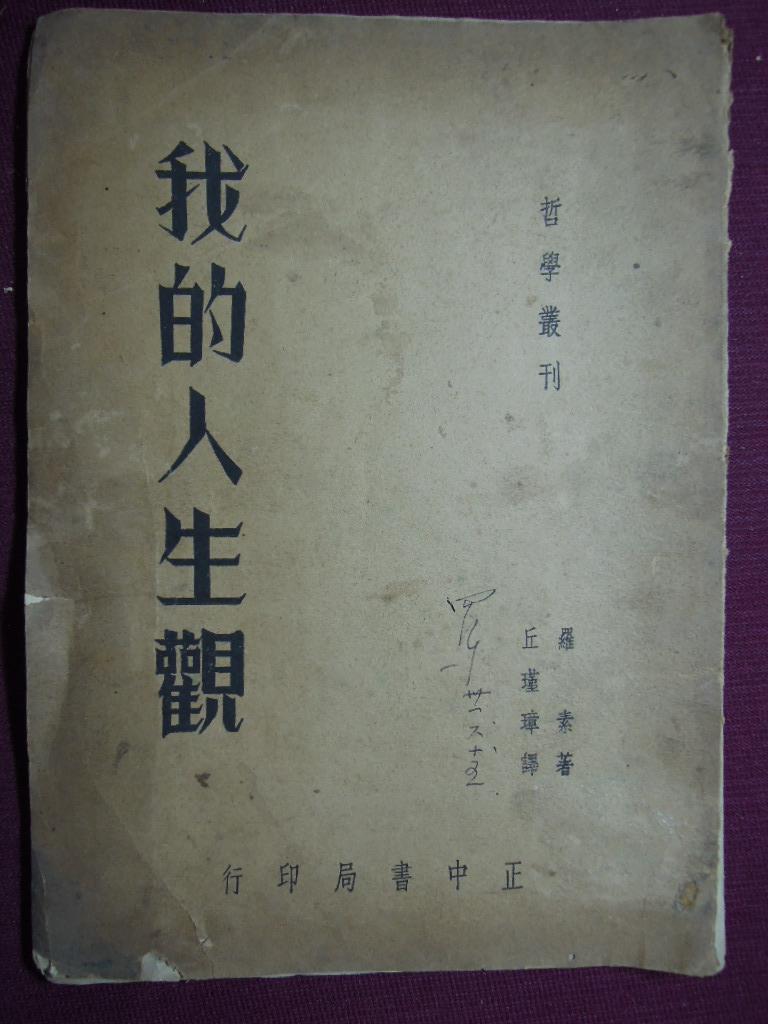 哲學叢刊
羅素著
丘瑾璋譯
我的人生觀
正中書局印行